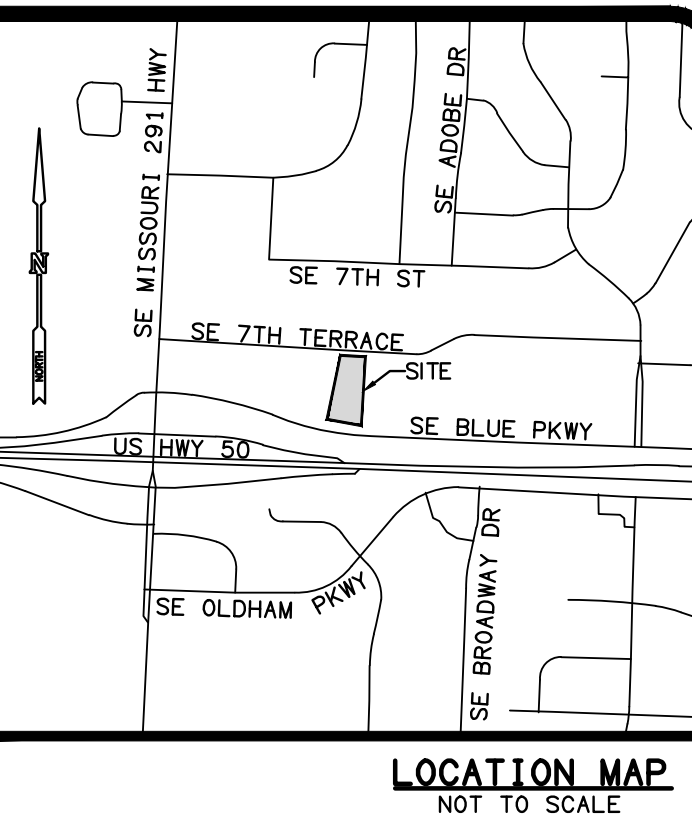 SE MISSOURI 291 HWY
SE ADOBE DR
N
NORTH
SE 7TH ST
SE 7TH TERRACE
SITE
SE BLUE PKWY
US HWY 50
SE OLDHAM PKWY
SE BROADWAY DR
LOCATION MAP
NOT TO SCALE